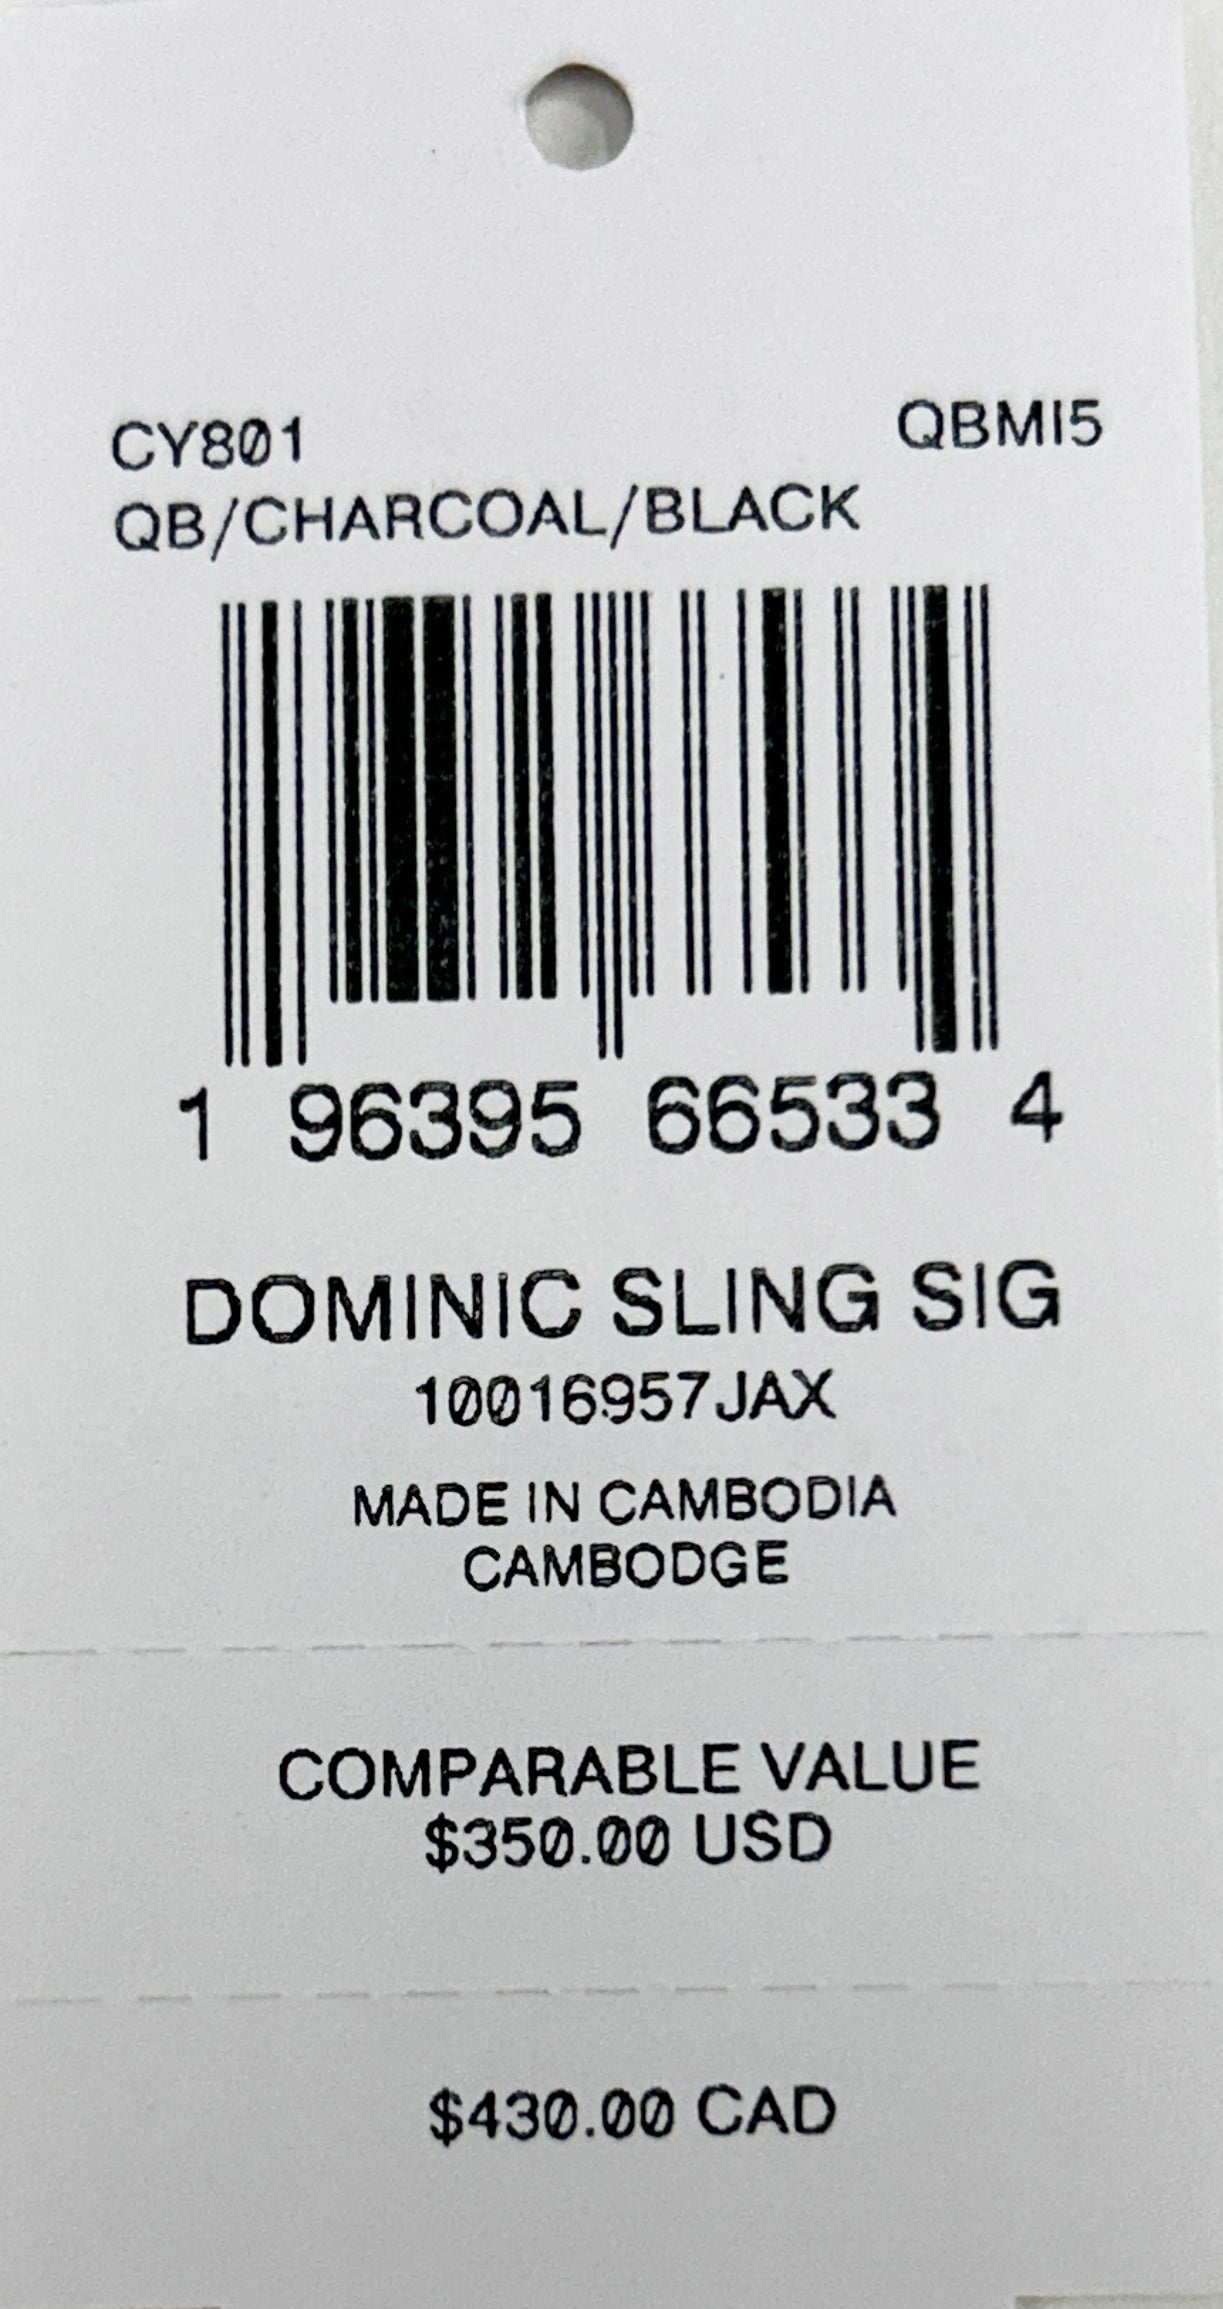 CY801 QBMI5
QB/CHARCOAL/BLACK
1 96395 66533 4
DOMINIC SLING SIG
10016957JAX
MADE IN CAMBODIA
CAMBODGE
COMPARABLE VALUE
$350.00 USD
$430.00 CAD